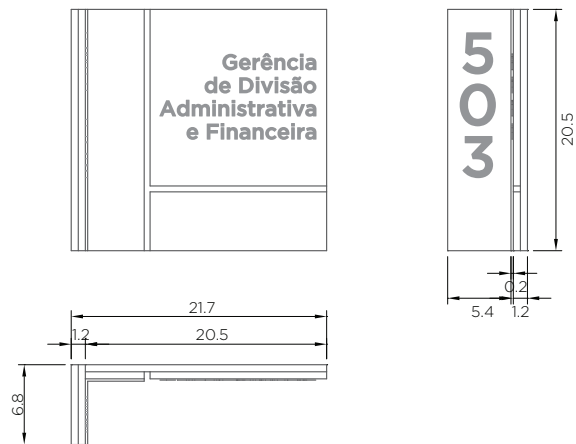 Gerência
de Divisão
Administrativa
e Financeira
5
0
3
20.5
0.2
5.4
1.2
21.7
1.2
20.5
6.8